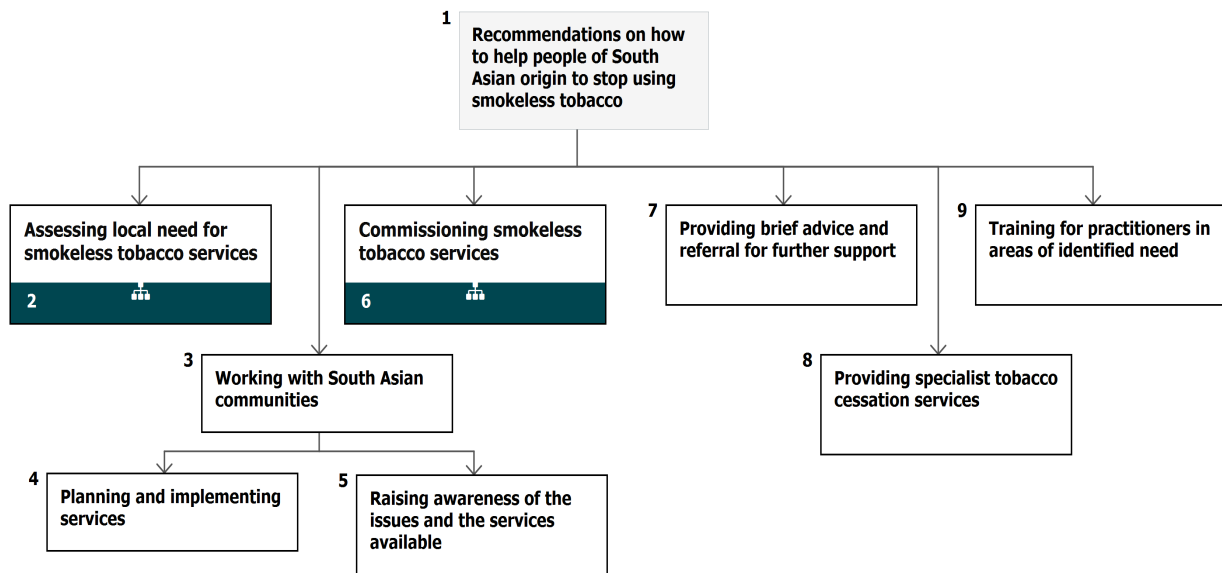 1
Recommendations on how
to help people of South
Asian origin to stop using
smokeless tobacco
Assessing local need for
smokeless tobacco services
2
Commissioning smokeless
tobacco services
6
7
Providing brief advice and
referral for further support
9
Training for practitioners in
areas of identified need
3
Working with South Asian
communities
8
Providing specialist tobacco
cessation services
4
Planning and implementing
services
5
Raising awareness of the
issues and the services
available